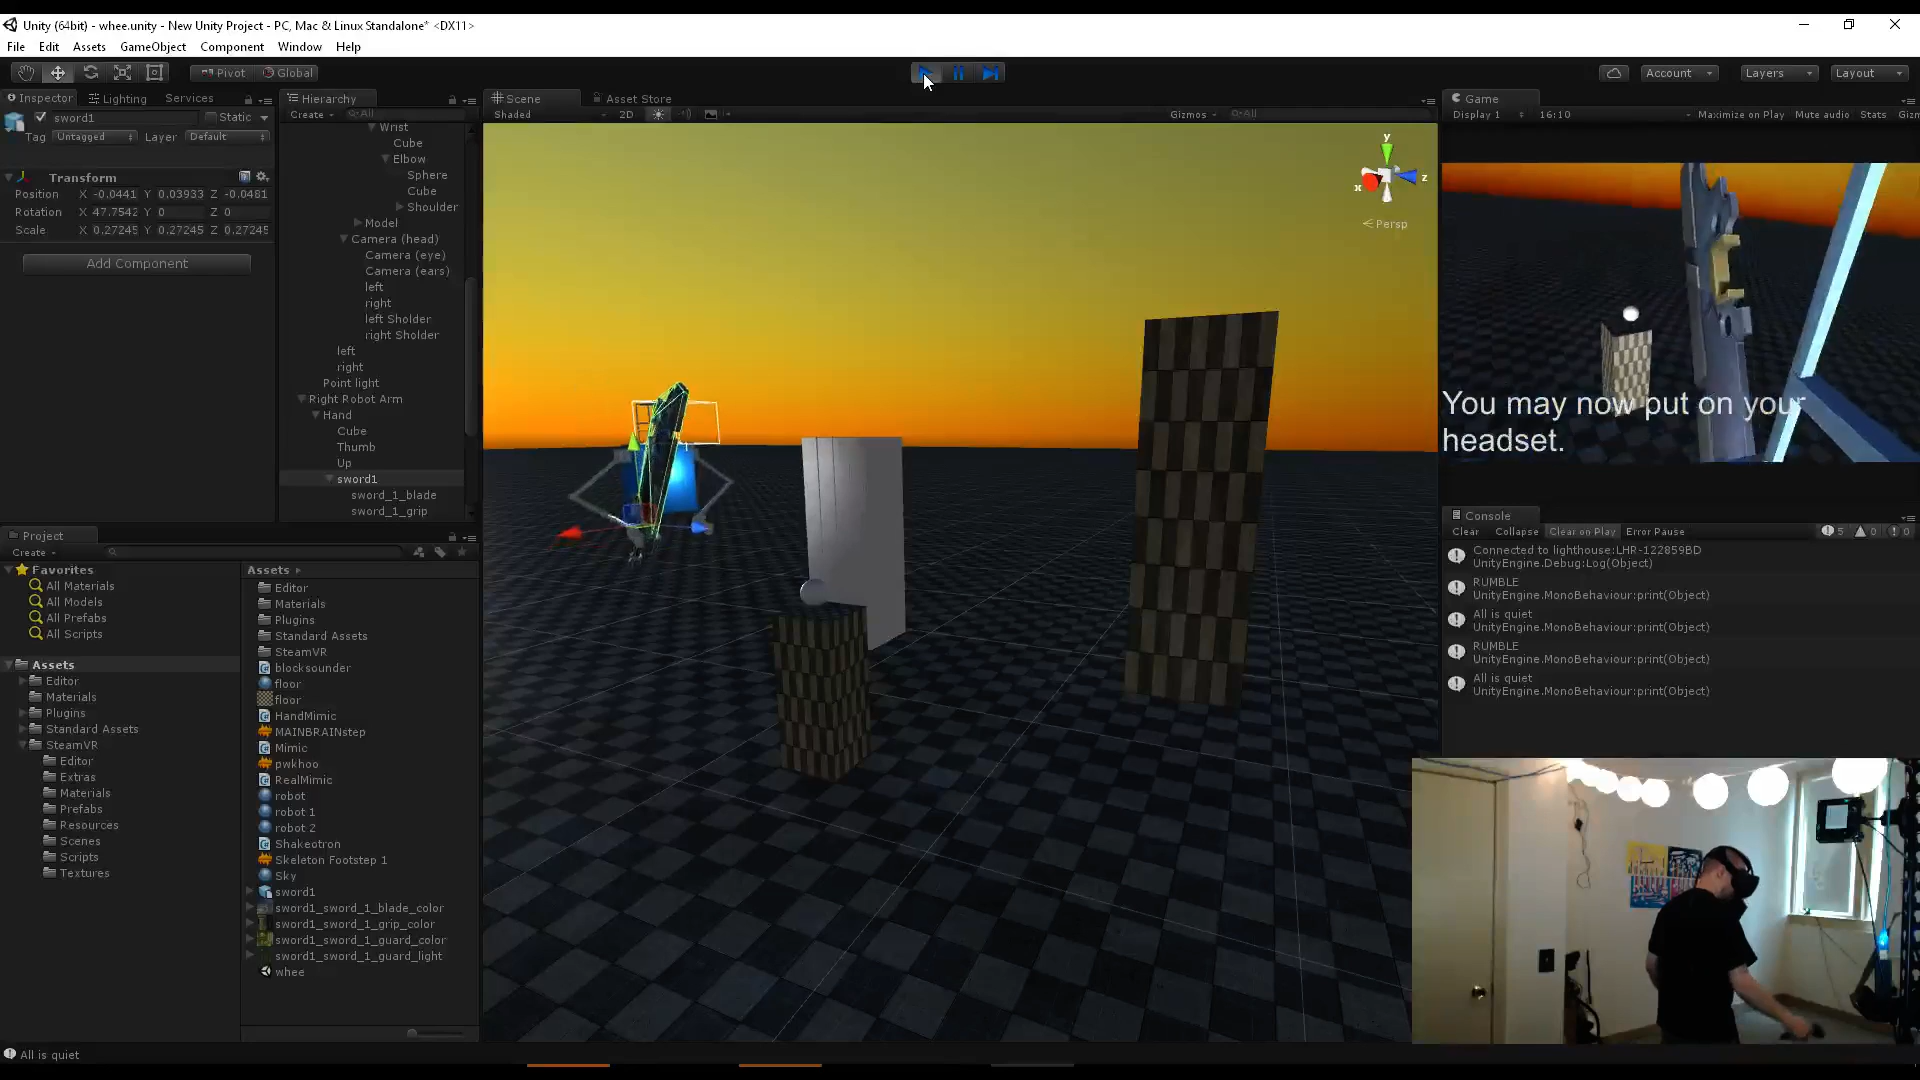 Unity (64bit) - whee.unity - New Unity Project - PC, Mac & Linux Standalone* <DX11>
File Edit Assets GameObject Component Window Help
Pivot Global
Account Layers Layout
Inspector Lighting Services
sword1 Static
Tag Untagged Layer Default
Transform
Position X -0.0441 Y 0.03933 Z -0.0481
Rotation X 47.7542 Y 0 Z 0
Scale X 0.27245 Y 0.27245 Z 0.27245
Add Component
Hierarchy
Create All
Wrist
Cube
Elbow
Sphere
Cube
Shoulder
Model
Camera (head)
Camera (eye)
Camera (ears)
left
right
left Sholder
right Sholder
left
right
Point light
Right Robot Arm
Hand
Cube
Thumb
Up
sword1
sword_1_blade
sword_1_grip
Scene Asset Store
Shaded 2D Gizmos All
y
x
z
Persp
Game
Display 1 16:10 Maximize on Play Mute audio Stats Giz
You may now put on your
headset.
Console
Clear Collapse Clear on Play Error Pause 5 0 0
Connected to lighthouse:LHR-122859BD
UnityEngine.Debug:Log(Object)
RUMBLE
UnityEngine.MonoBehaviour:print(Object)
All is quiet
UnityEngine.MonoBehaviour:print(Object)
RUMBLE
UnityEngine.MonoBehaviour:print(Object)
All is quiet
UnityEngine.MonoBehaviour:print(Object)
Project
Create
Favorites
All Materials
All Models
All Prefabs
All Scripts
Assets
Editor
Materials
Plugins
Standard Assets
SteamVR
Editor
Extras
Materials
Prefabs
Resources
Scenes
Scripts
Textures
Assets
Editor
Materials
Plugins
Standard Assets
SteamVR
blocksounder
floor
floor
HandMimic
MAINBRAINstep
Mimic
pwkhoo
RealMimic
robot
robot 1
robot 2
Shakeotron
Skeleton Footstep 1
Sky
sword1
sword1_sword_1_blade_color
sword1_sword_1_grip_color
sword1_sword_1_guard_color
sword1_sword_1_guard_light
whee
All is quiet